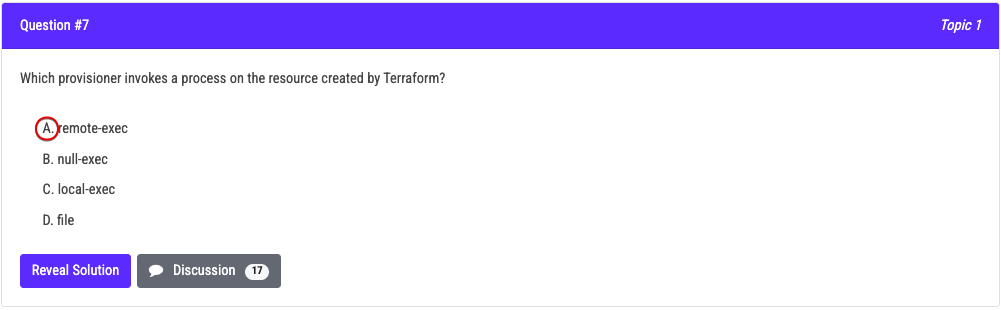 Question #7 Topic 1
Which provisioner invokes a process on the resource created by Terraform?
A. remote-exec
B. null-exec
C. local-exec
D. file
Reveal Solution Discussion 17